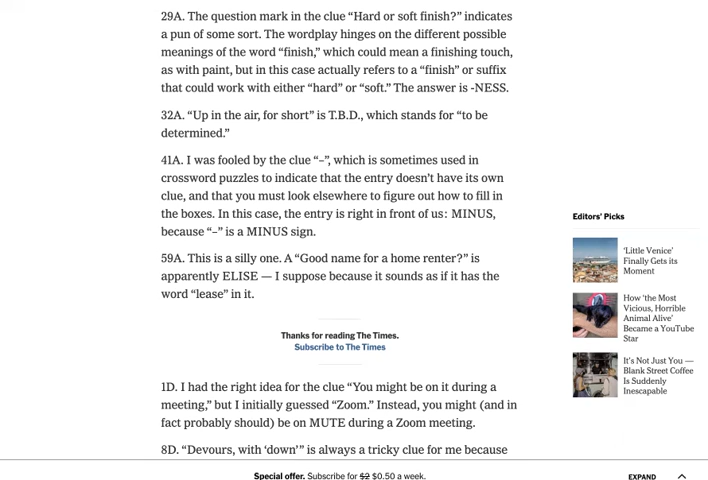 29A. The question mark in the clue “Hard or soft finish?” indicates
a pun of some sort. The wordplay hinges on the different possible
meanings of the word “finish,” which could mean a finishing touch,
as with paint, but in this case actually refers to a “finish” or suffix
that could work with either “hard” or “soft.” The answer is -NESS.
32A. “Up in the air, for short” is T.B.D., which stands for “to be
determined.”
41A. I was fooled by the clue “–”, which is sometimes used in
crossword puzzles to indicate that the entry doesn’t have its own
clue, and that you must look elsewhere to figure out how to fill in
the boxes. In this case, the entry is right in front of us: MINUS,
because “–” is a MINUS sign.
59A. This is a silly one. A “Good name for a home renter?” is
apparently ELISE — I suppose because it sounds as if it has the
word “lease” in it.
Thanks for reading The Times.
Subscribe to The Times
1D. I had the right idea for the clue “You might be on it during a
meeting,” but I initially guessed “Zoom.” Instead, you might (and in
fact probably should) be on MUTE during a Zoom meeting.
8D. “Devours, with ‘down’” is always a tricky clue for me because
Editors’ Picks
‘Little Venice’
Finally Gets its
Moment
How ‘the Most
Vicious, Horrible
Animal Alive’
Became a YouTube
Star
It’s Not Just You —
Blank Street Coffee
Is Suddenly
Inescapable
Special offer. Subscribe for $2 $0.50 a week.
EXPAND